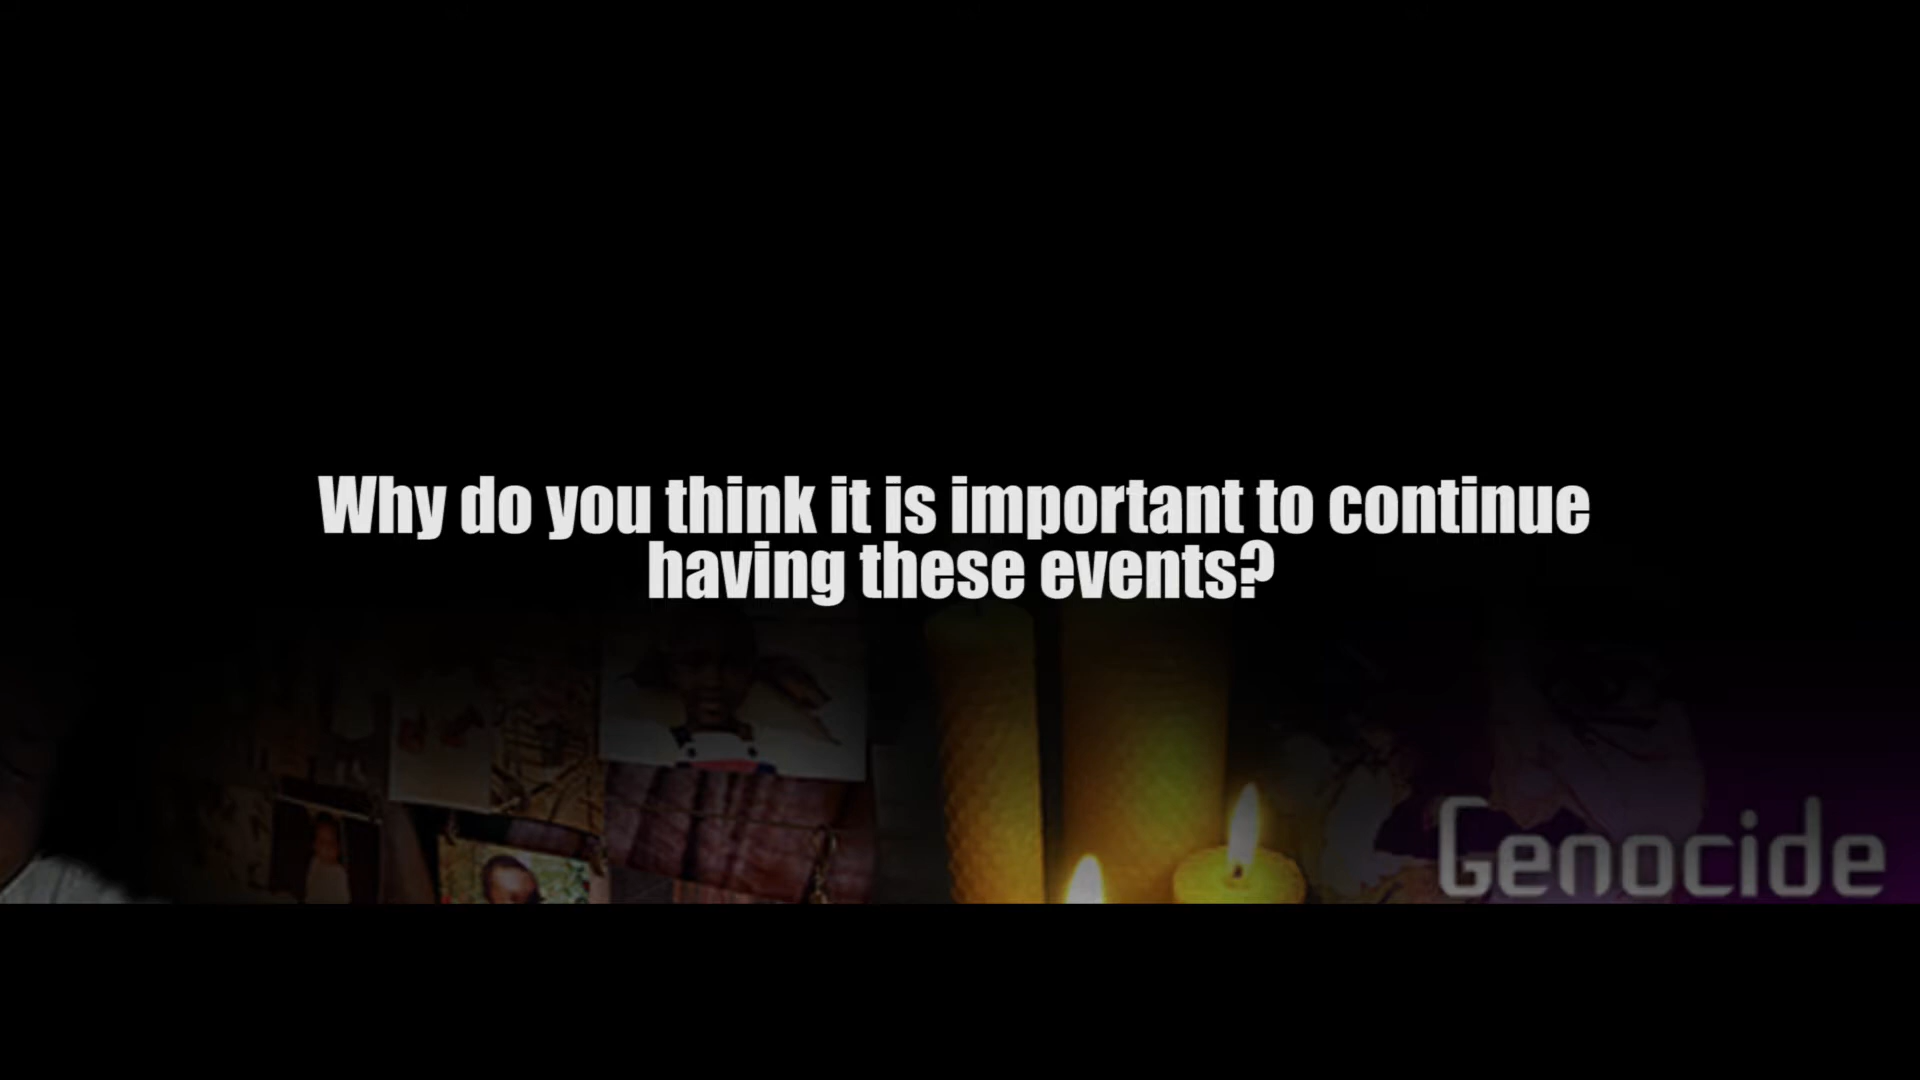 Why do you think it is important to continue
having these events?
Genocide